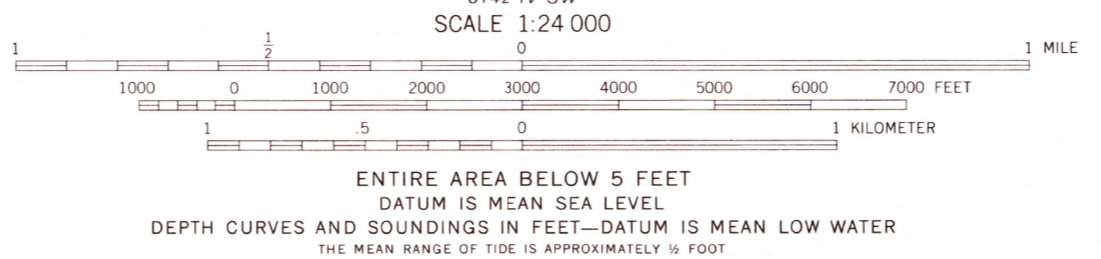 SCALE 1:24 000
1 ½ 0 1 MILE
1000 0 1000 2000 3000 4000 5000 6000 7000 FEET
1 .5 0 1 KILOMETER
ENTIRE AREA BELOW 5 FEET
DATUM IS MEAN SEA LEVEL
DEPTH CURVES AND SOUNDINGS IN FEET—DATUM IS MEAN LOW WATER
THE MEAN RANGE OF TIDE IS APPROXIMATELY ½ FOOT